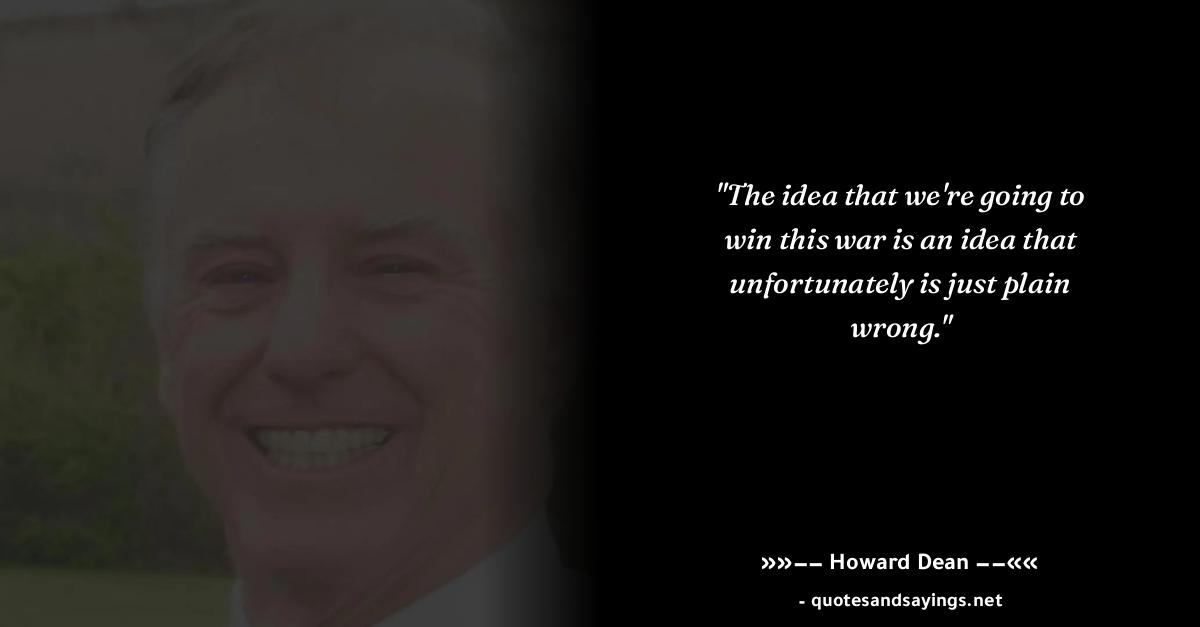 "The idea that we're going to
win this war is an idea that
unfortunately is just plain
wrong."
»»−− Howard Dean −−««
- quotesandsayings.net